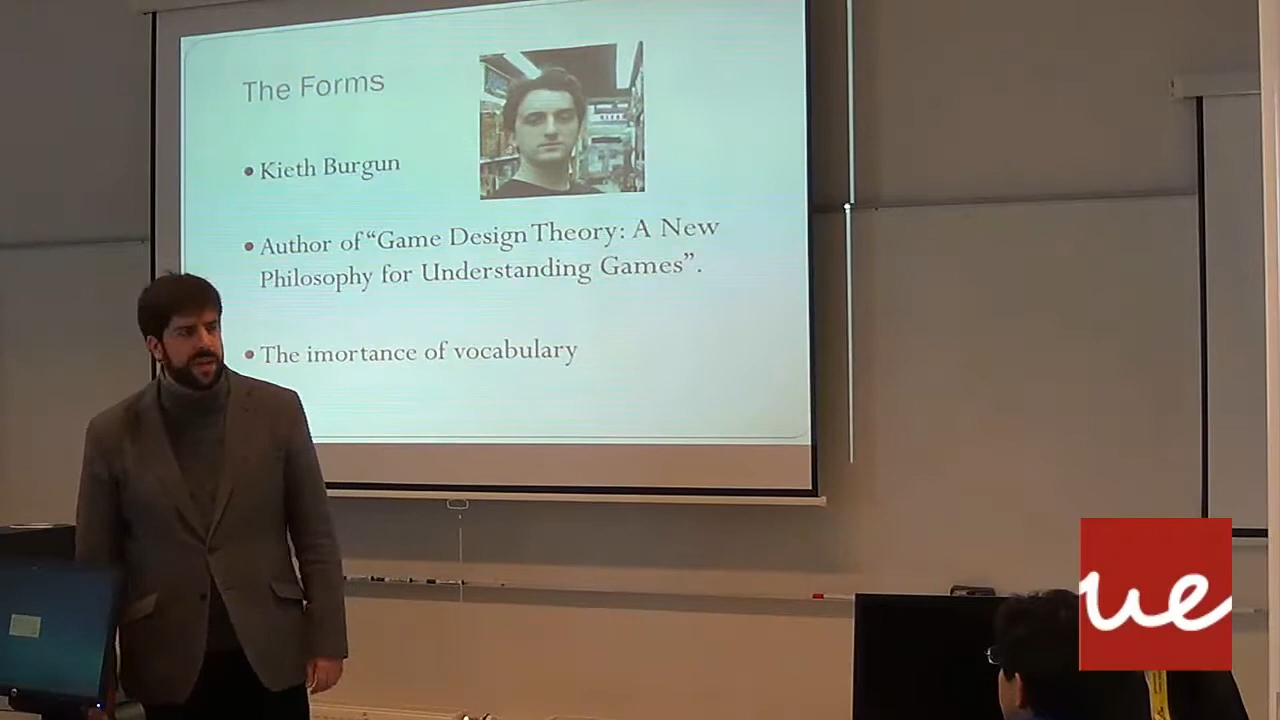 The Forms
• Kieth Burgun
• Author of “Game Design Theory: A New
Philosophy for Understanding Games”.
• The imortance of vocabulary
ue